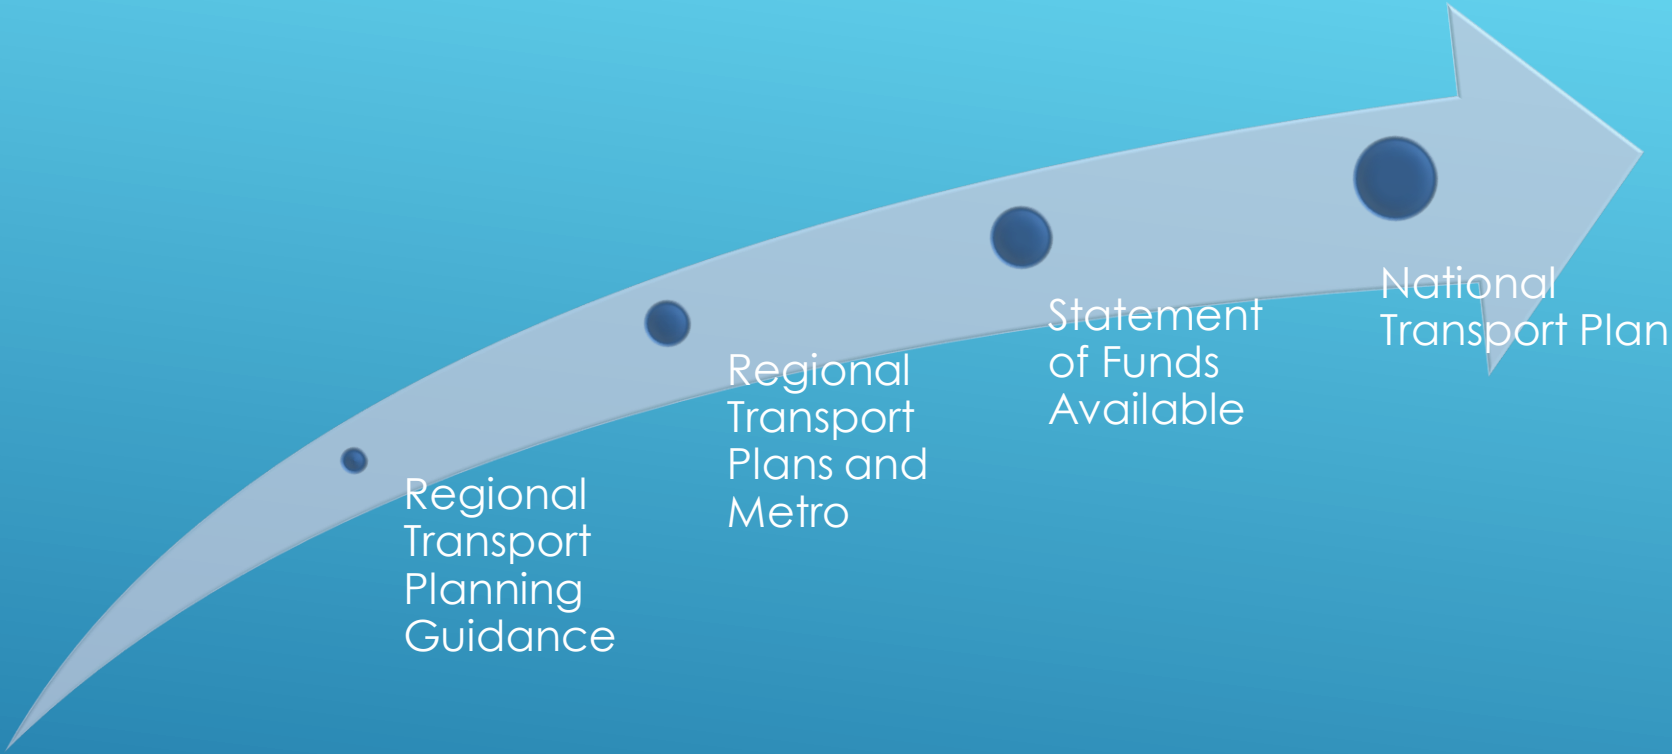 Regional
Transport
Planning
Guidance
Regional
Transport
Plans and
Metro
Statement
of Funds
Available
National
Transport Plan